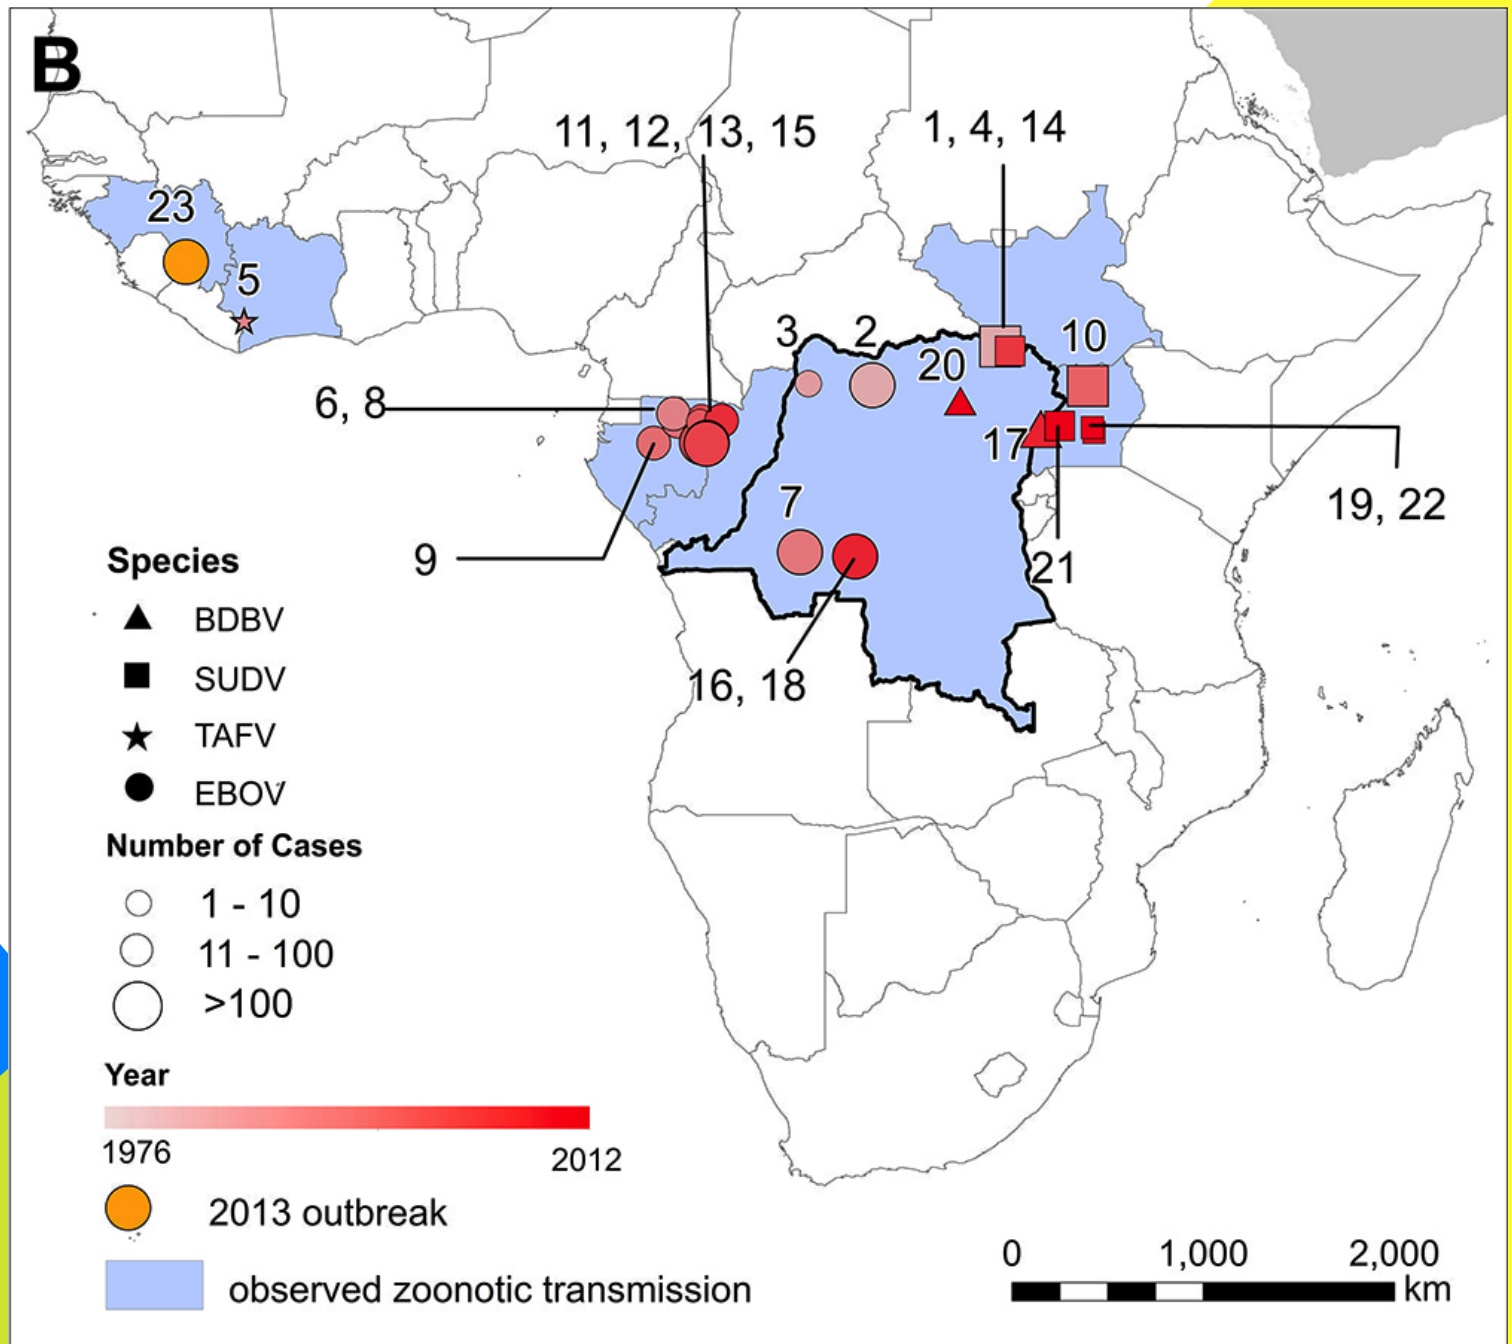 B
11, 12, 13, 15
1, 4, 14
23
5
3
2
20
10
6, 8
17
19, 22
7
9
21
16, 18
Species
BDBV
SUDV
TAFV
EBOV
Number of Cases
1 - 10
11 - 100
>100
Year
1976
2012
2013 outbreak
observed zoonotic transmission
0 1,000 2,000
km